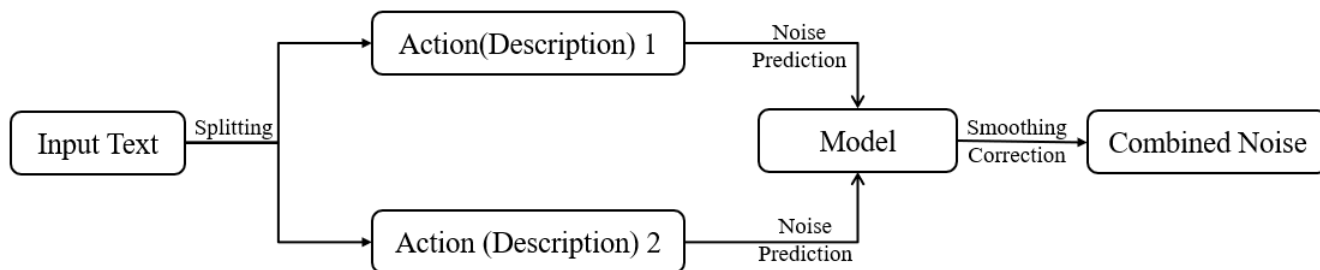 Input Text
Splitting
Action(Description) 1
Noise
Prediction
Action (Description) 2
Noise
Prediction
Model
Smoothing
Correction
Combined Noise